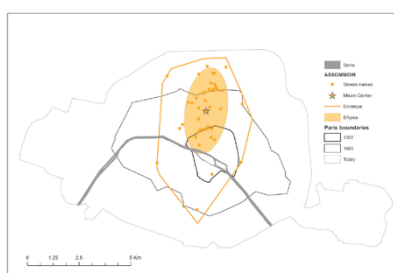 Seine
ASSOMMOIR
Streets named
Mean Center
Envelope
Ellipse
Paris boundaries
1300
Today
0 1.25 2.5 5 Km